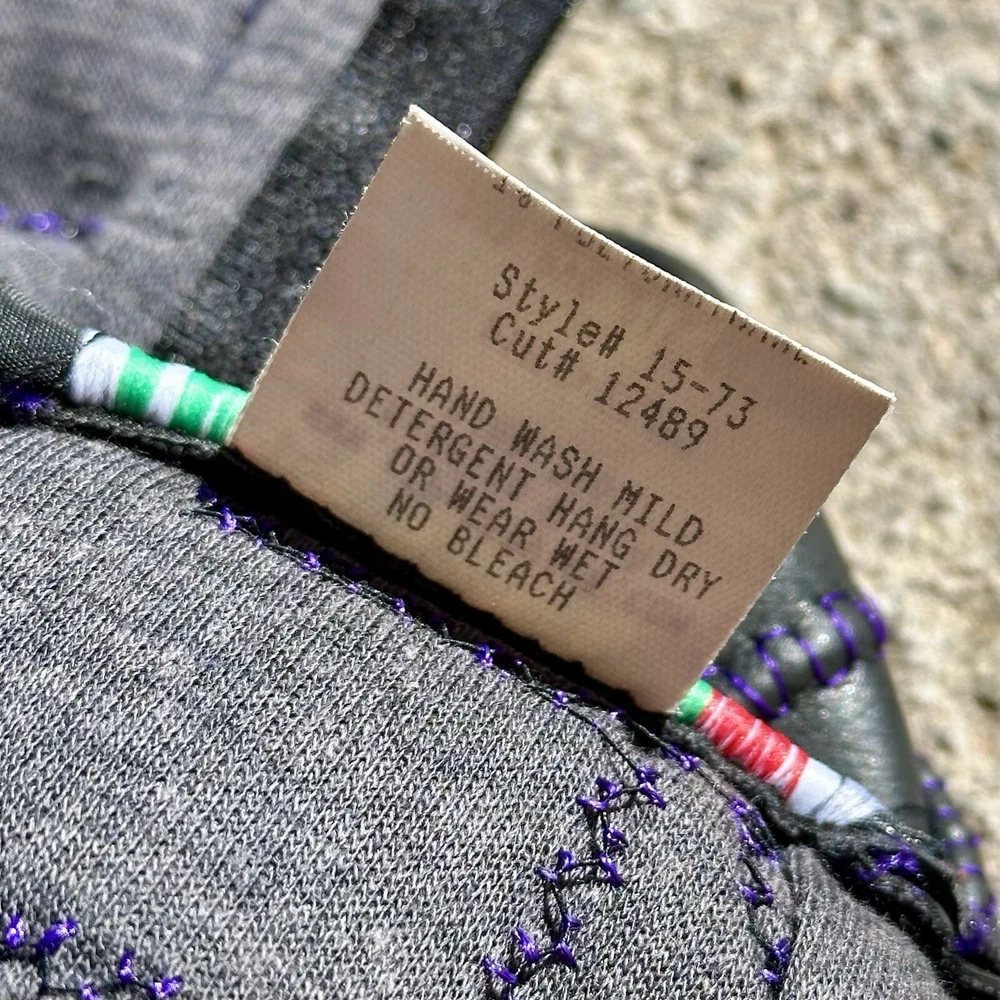 Style# 15-73
Cut# 12489
HAND WASH MILD
DETERGENT HANG DRY
OR WEAR WET
NO BLEACH